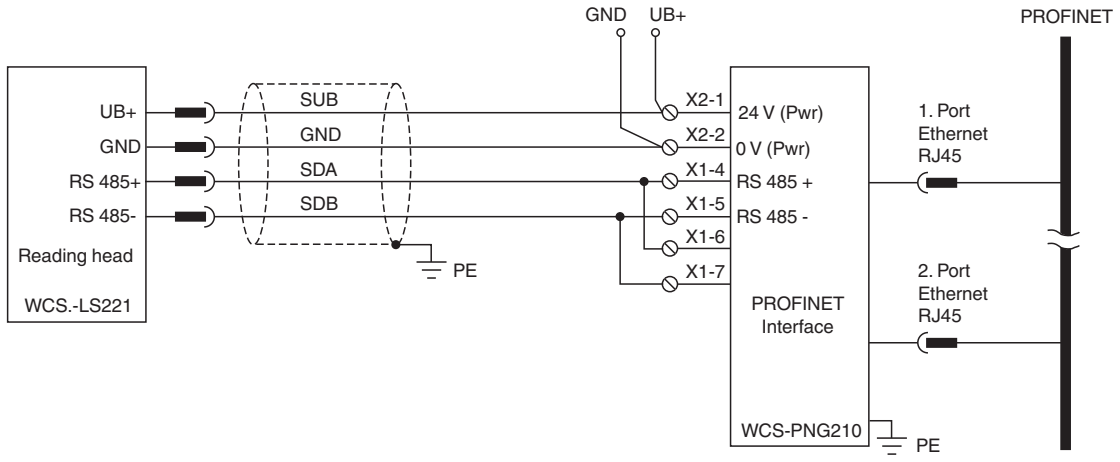 GND UB+
PROFINET
UB+
GND
RS 485+
RS 485-
Reading head
WCS.-LS221
SUB
GND
SDA
SDB
PE
X2-1
X2-2
X1-4
X1-5
X1-6
X1-7
24 V (Pwr)
0 V (Pwr)
RS 485 +
RS 485 -
PROFINET
Interface
WCS-PNG210
PE
1. Port
Ethernet
RJ45
2. Port
Ethernet
RJ45